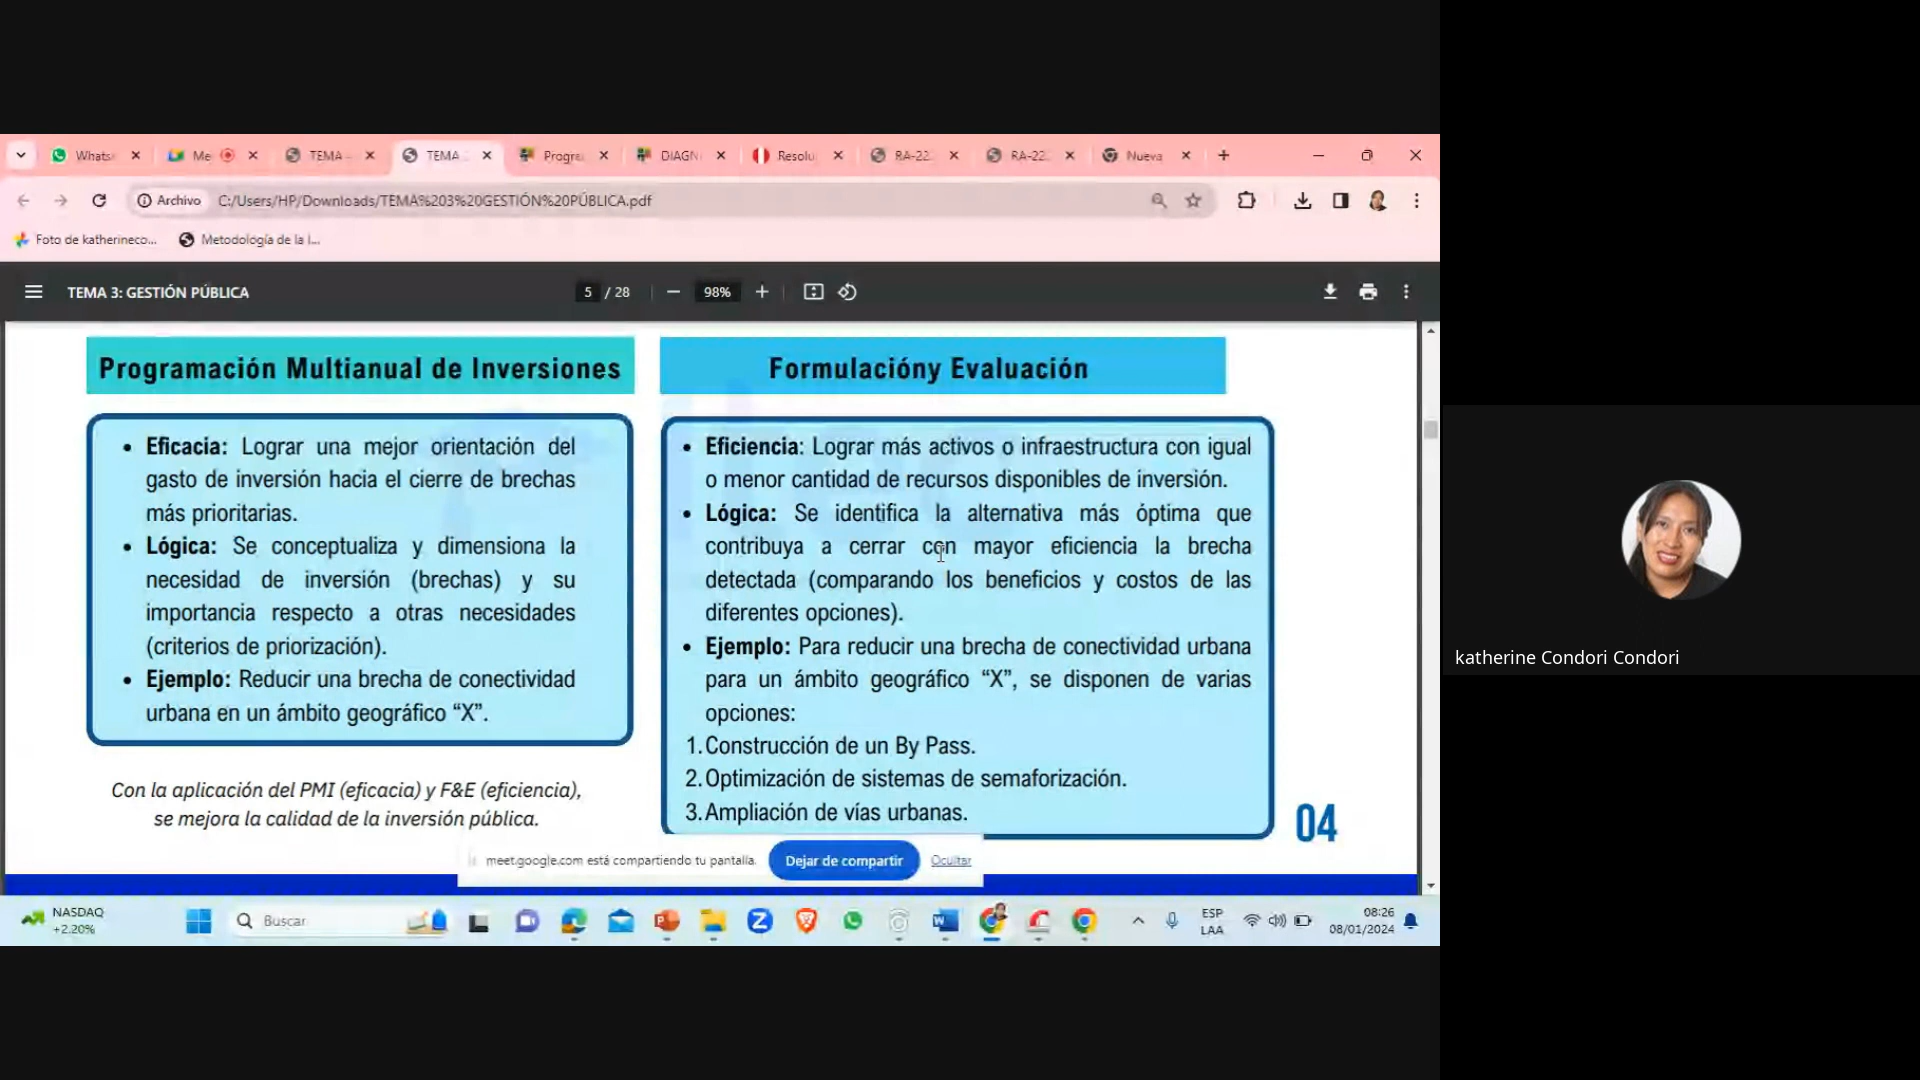 Whats
Me
TEMA
TEMA
Progra
DIAGN
Resolu
RA-22
RA-22
Nueva
Archivo
C:/Users/HP/Downloads/TEMA%203%20GESTIÓN%20PÚBLICA.pdf
Foto de katherineco...
Metodología de la I...
TEMA 3: GESTIÓN PÚBLICA
5 / 28
98%
Programación Multianual de Inversiones
• Eficacia: Lograr una mejor orientación del
gasto de inversión hacia el cierre de brechas
más prioritarias.
• Lógica: Se conceptualiza y dimensiona la
necesidad de inversión (brechas) y su
importancia respecto a otras necesidades
(criterios de priorización).
• Ejemplo: Reducir una brecha de conectividad
urbana en un ámbito geográfico “X”.
Con la aplicación del PMI (eficacia) y F&E (eficiencia),
se mejora la calidad de la inversión pública.
Formulacióny Evaluación
• Eficiencia: Lograr más activos o infraestructura con igual
o menor cantidad de recursos disponibles de inversión.
• Lógica: Se identifica la alternativa más óptima que
contribuya a cerrar con mayor eficiencia la brecha
detectada (comparando los beneficios y costos de las
diferentes opciones).
• Ejemplo: Para reducir una brecha de conectividad urbana
para un ámbito geográfico “X”, se disponen de varias
opciones:
1. Construcción de un By Pass.
2. Optimización de sistemas de semaforización.
3. Ampliación de vías urbanas.
04
meet.google.com está compartiendo tu pantalla.
Dejar de compartir
Ocultar
katherine Condori Condori
NASDAQ
+2.20%
Buscar
ESP
LAA
08:26
08/01/2024